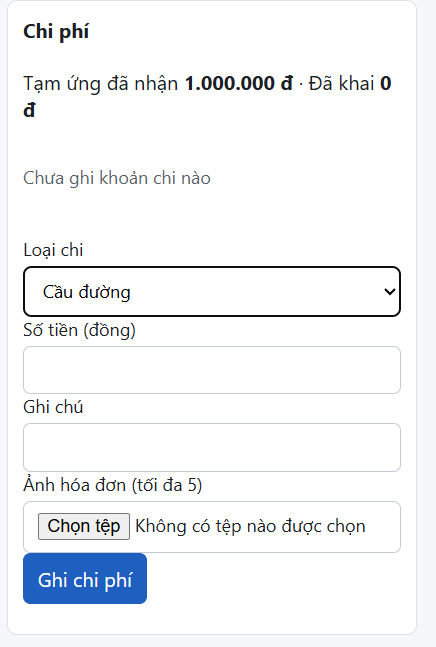 Chi phí
Tạm ứng đã nhận 1.000.000 đ · Đã khai 0
đ
Chưa ghi khoản chi nào
Loại chi
Cầu đường
Số tiền (đồng)
Ghi chú
Ảnh hóa đơn (tối đa 5)
Chọn tệp Không có tệp nào được chọn
Ghi chi phí